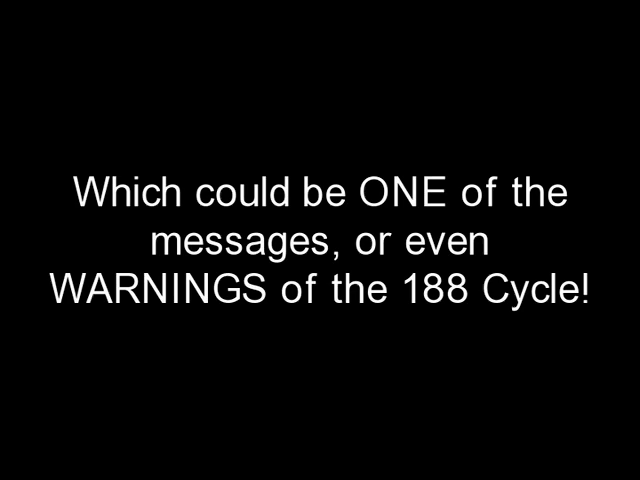 Which could be ONE of the
messages, or even
WARNINGS of the 188 Cycle!